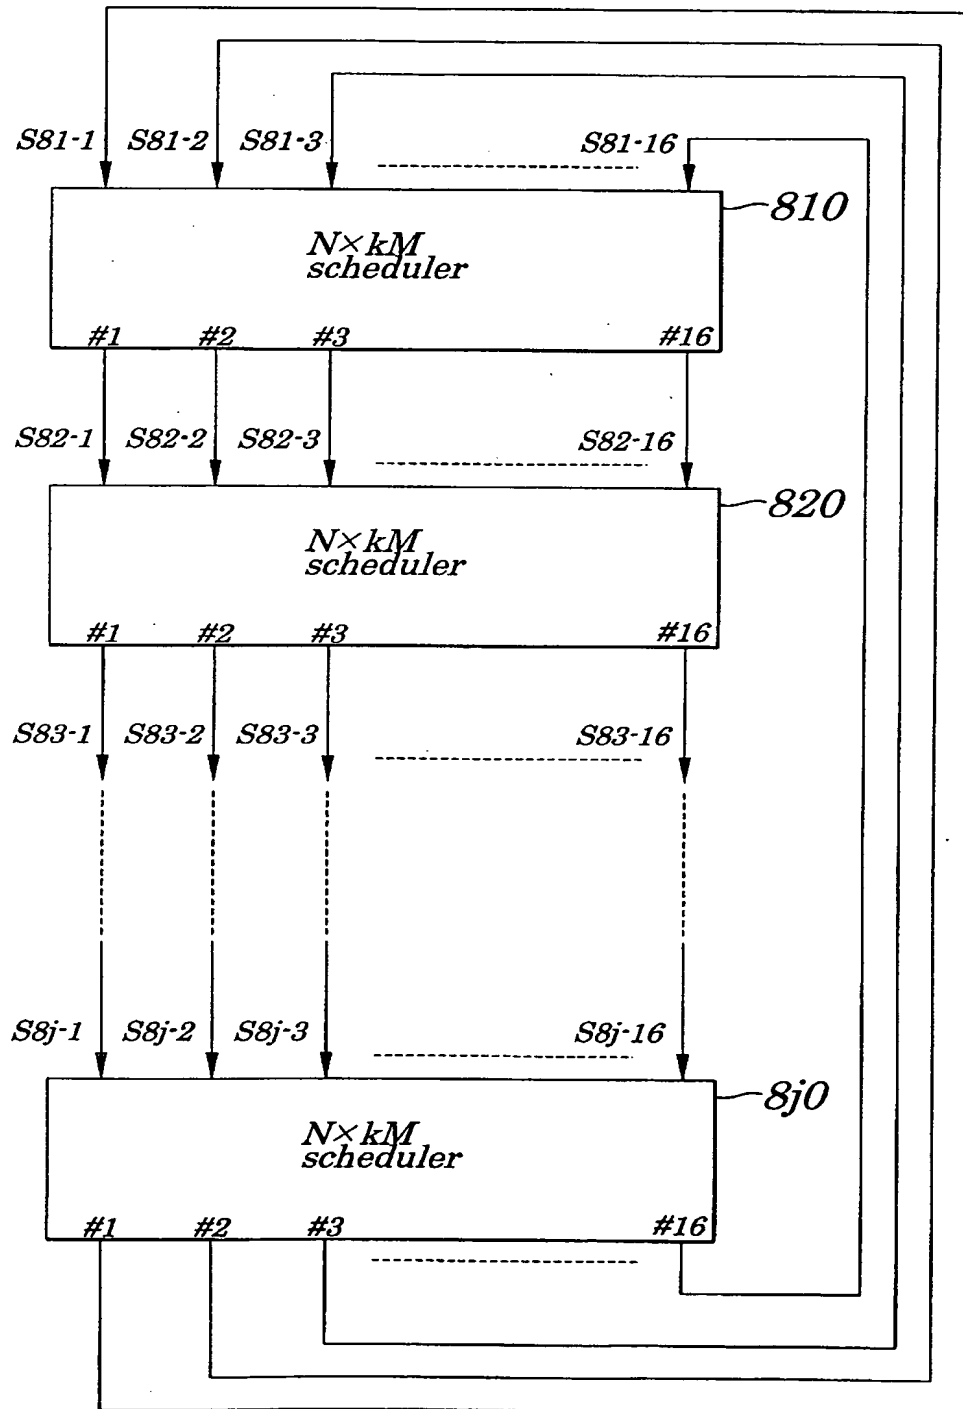 S81-1 S81-2 S81-3 S81-16
810
N×kM
scheduler
#1 #2 #3 #16
S82-1 S82-2 S82-3 S82-16
820
N×kM
scheduler
#1 #2 #3 #16
S83-1 S83-2 S83-3 S83-16
S8j-1 S8j-2 S8j-3 S8j-16
8j0
N×kM
scheduler
#1 #2 #3 #16